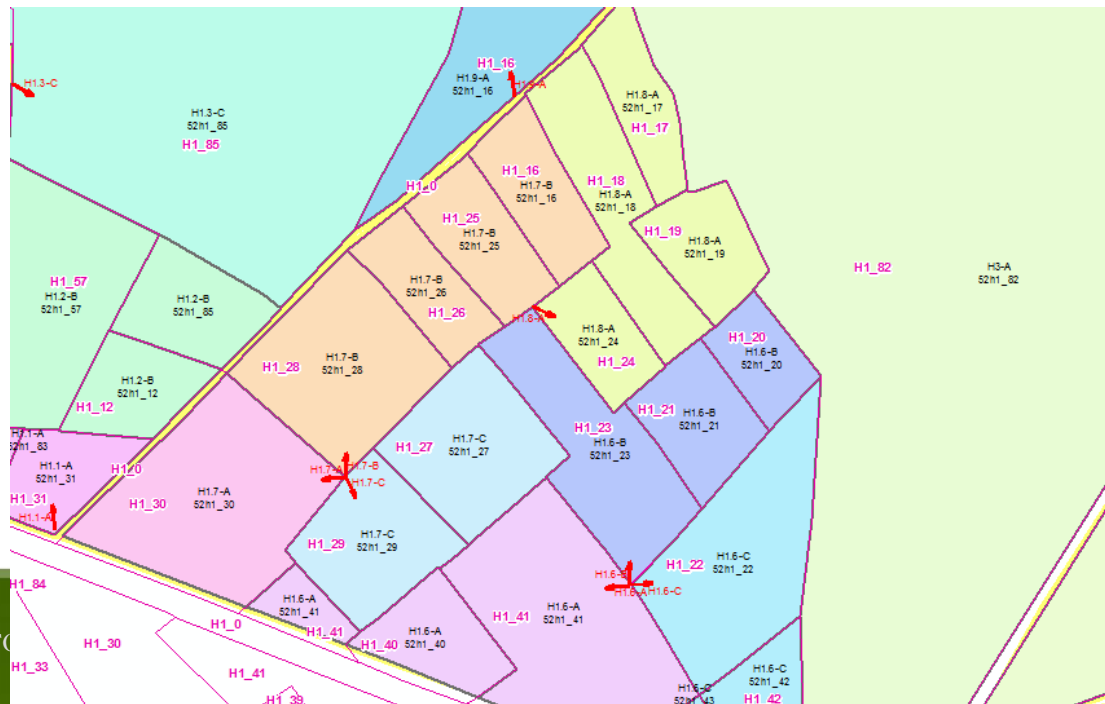 H1_16
H1.9-A
52h1_16
H1.3-C
H1.8-A
52h1_17
H1_17
H1.3-C
52h1_85
H1_85
H1_16
H1.7-B
52h1_16
H1_18
H1.8-A
52h1_18
H1_0
H1_25
H1.7-B
52h1_25
H1_19
H1.8-A
52h1_19
H1_82
H3-A
52h1_82
H1_57
H1.2-B
52h1_57
H1.2-B
52h1_85
H1.7-B
52h1_26
H1_26
H1.8-A
H1.8-A
52h1_24
H1_24
H1_20
H1.6-B
52h1_20
H1_28
H1.7-B
52h1_28
H1.2-B
52h1_12
H1_12
H1_21
H1.6-B
52h1_21
H1_23
H1.6-B
52h1_23
H1_27
H1.7-C
52h1_27
H1.1-A
52h1_31
H1_31
H1.1-A
H1_0
H1_30
H1.7-A
52h1_30
H1.7-A
H1.7-B
H1.7-C
H1_29
H1.7-C
52h1_29
H1_22
H1.6-C
52h1_22
H1.6-B
H1.6-A
H1.6-C
H1_84
H1.6-A
52h1_41
H1_41
H1_41
H1.6-A
52h1_41
H1_0
H1_40
H1.6-A
52h1_40
H1_30
H1_33
H1_41
H1_39
H1.6-C
52h1_42
H1_42
H1.6-C
52h1_43